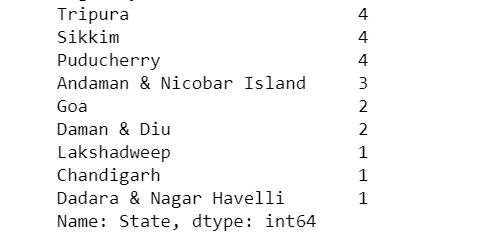 Tripura 4
Sikkim 4
Puducherry 4
Andaman & Nicobar Island 3
Goa 2
Daman & Diu 2
Lakshadweep 1
Chandigarh 1
Dadara & Nagar Havelli 1
Name: State, dtype: int64